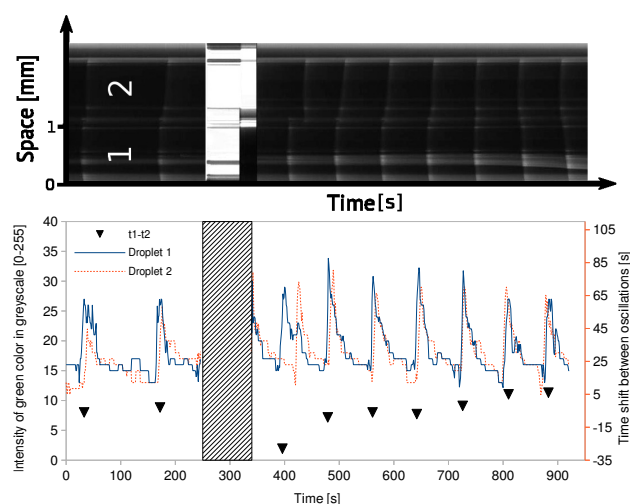 Space [mm]
1
0
2
1
Time[s]
Intensity of green color in greyscale [0-255]
40
35
30
25
20
15
10
5
0
t1-t2
Droplet 1
Droplet 2
105
85
65
45
25
5
-15
-35
Time shift between oscillations [s]
0 100 200 300 400 500 600 700 800 900
Time [s]